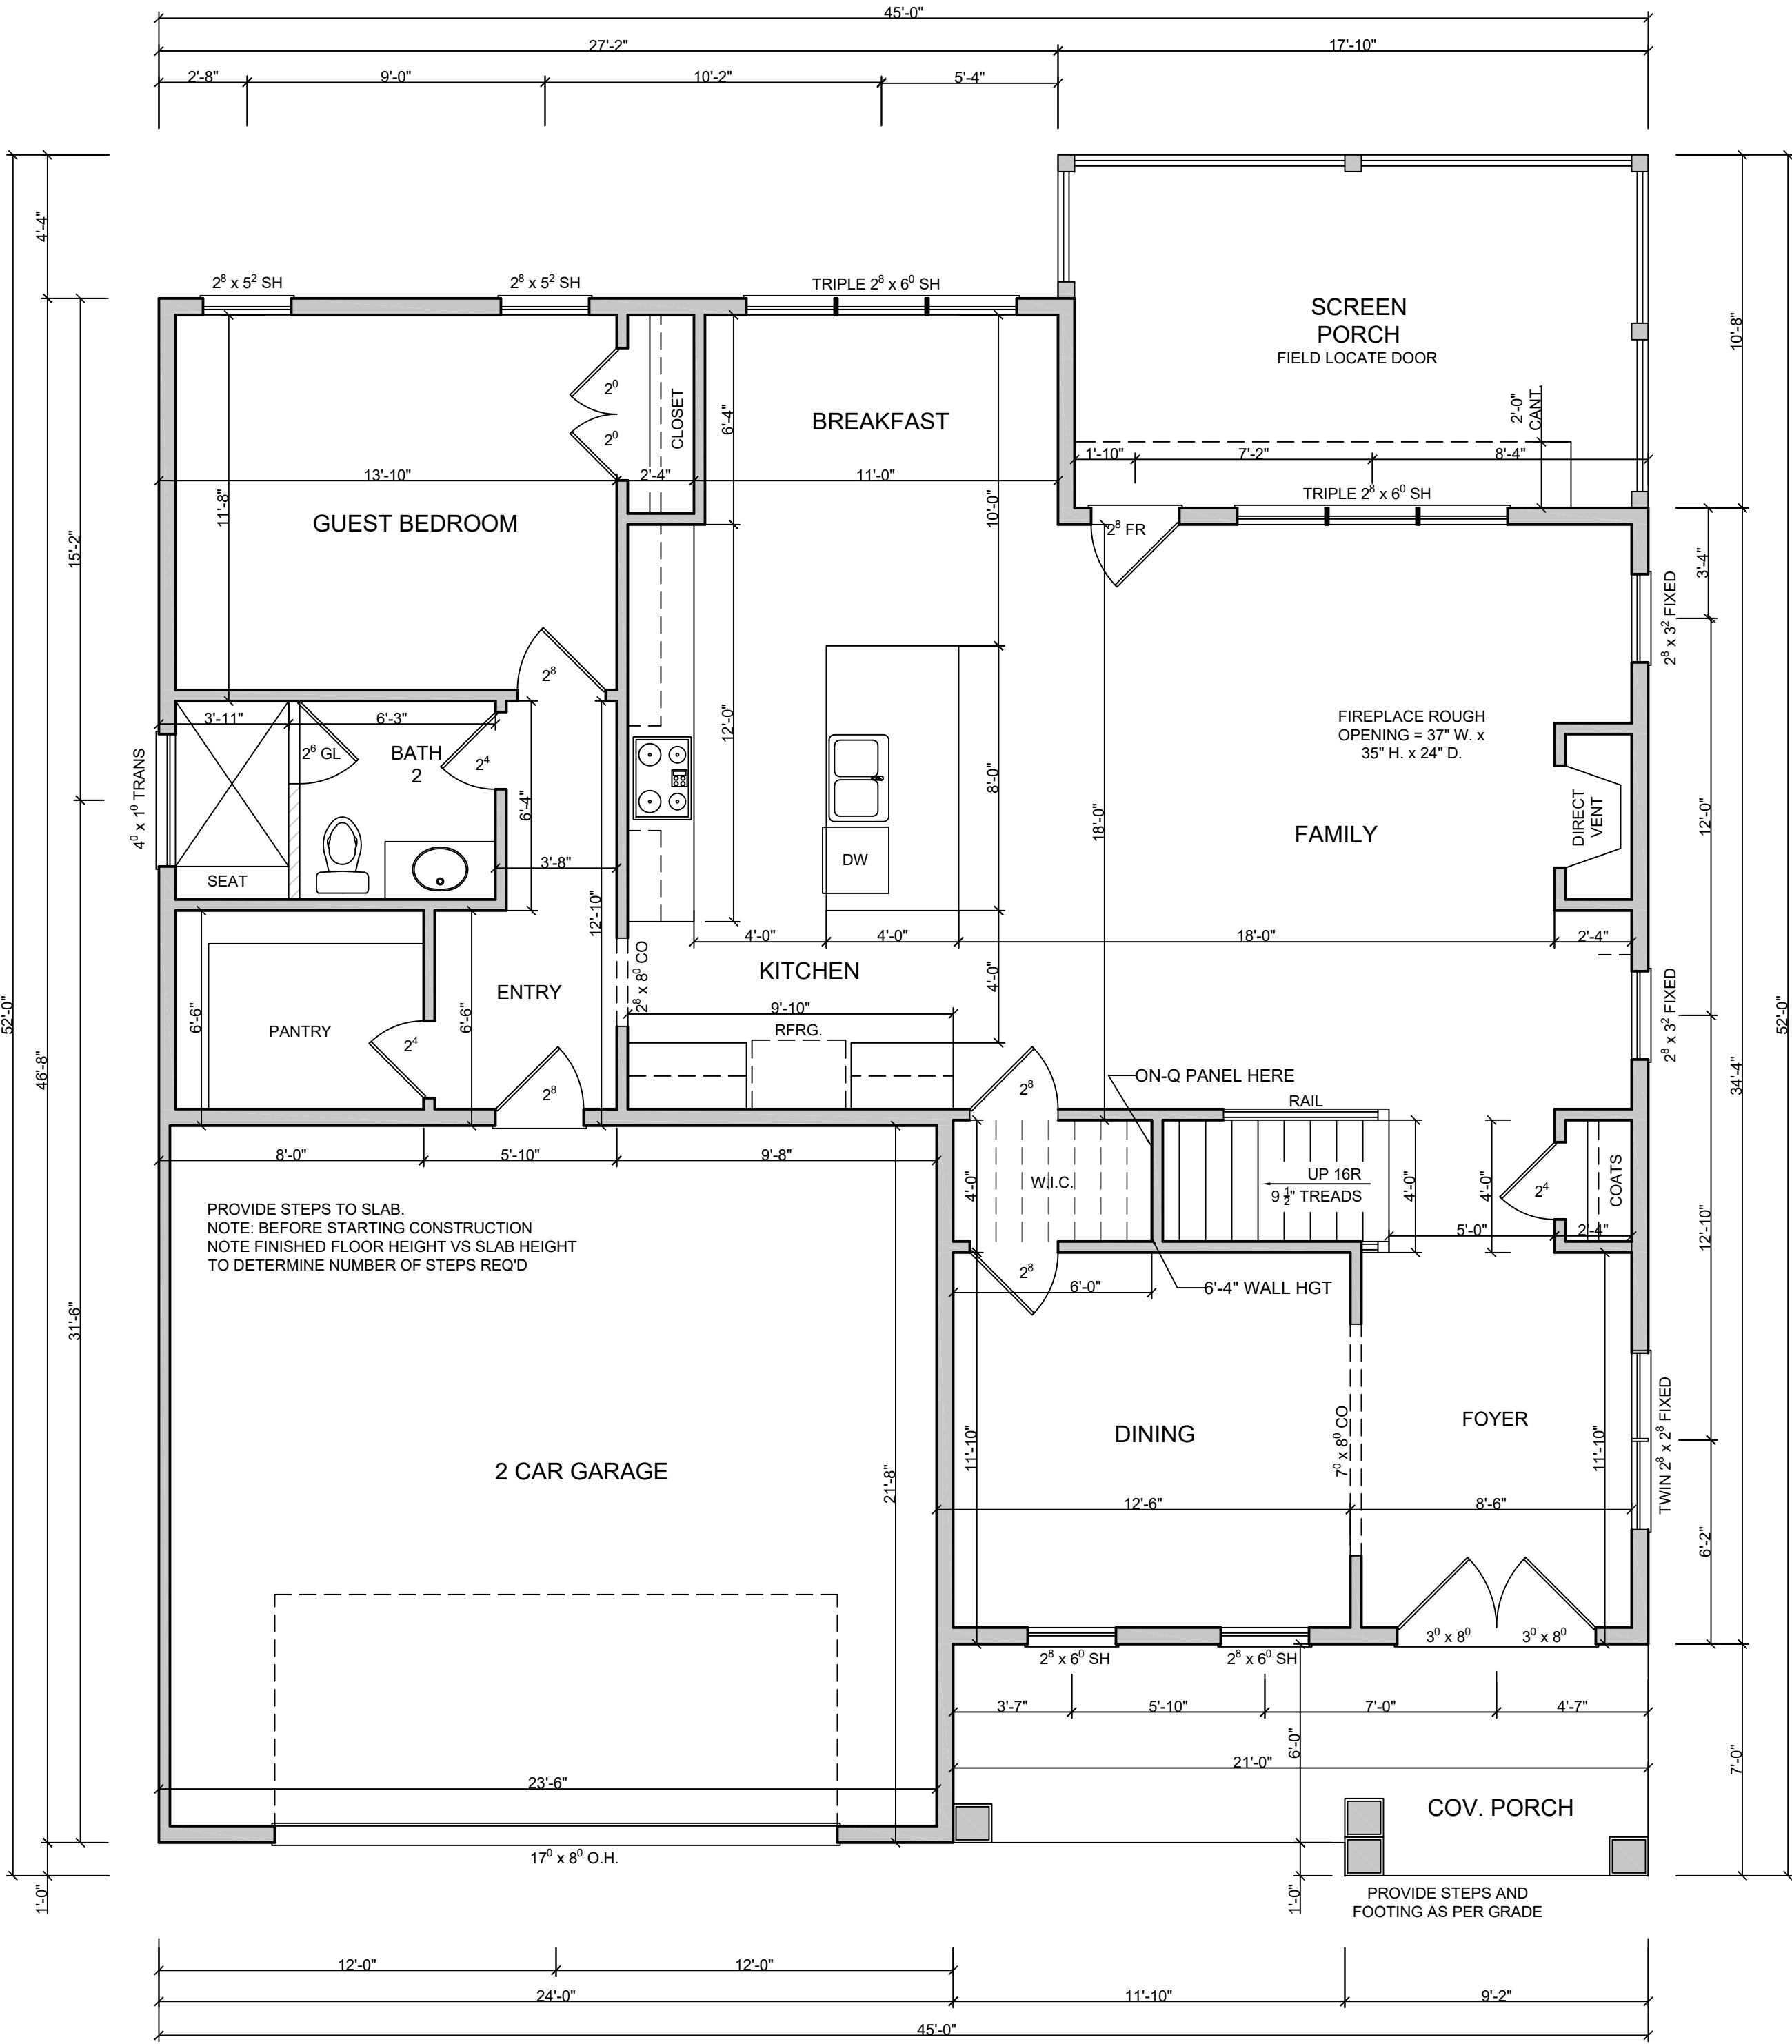 45'-0"
27'-2"
17'-10"
2'-8"
9'-0"
10'-2"
5'-4"
4'-4"
10'-8"
2⁸ x 5² SH
2⁸ x 5² SH
TRIPLE 2⁸ x 6⁰ SH
SCREEN
PORCH
FIELD LOCATE DOOR
2⁰
2⁰
CLOSET
6'-4"
BREAKFAST
2'-0"
CANT.
1'-10"
7'-2"
8'-4"
13'-10"
2'-4"
11'-0"
TRIPLE 2⁸ x 6⁰ SH
11'-8"
10'-0"
GUEST BEDROOM
2⁸ FR
15'-2"
3'-4"
2⁸ x 3² FIXED
2⁸
3'-11"
6'-3"
12'-0"
FIREPLACE ROUGH
OPENING = 37" W. x
35" H. x 24" D.
2⁶ GL
BATH
2
2⁴
4⁰ x 1⁰ TRANS
6'-4"
8'-0"
18'-0"
FAMILY
DIRECT
VENT
12'-0"
DW
3'-8"
SEAT
12'-10"
4'-0"
4'-0"
18'-0"
2'-4"
KITCHEN
2⁸ x 8⁰ CO
4'-0"
ENTRY
9'-10"
RFRG.
6'-6"
PANTRY
6'-6"
2⁴
2⁸
2⁸
2⁸ x 3² FIXED
52'-0"
46'-8"
34'-4"
52'-0"
ON-Q PANEL HERE
RAIL
8'-0"
5'-10"
9'-8"
4'-0"
W.I.C.
UP 16R
9 ½" TREADS
4'-0"
4'-0"
2⁴
COATS
5'-0"
2'-4"
12'-10"
PROVIDE STEPS TO SLAB.
NOTE: BEFORE STARTING CONSTRUCTION
NOTE FINISHED FLOOR HEIGHT VS SLAB HEIGHT
TO DETERMINE NUMBER OF STEPS REQ'D
2⁸
6'-0"
6'-4" WALL HGT
31'-6"
2 CAR GARAGE
21'-8"
11'-10"
DINING
7⁰ x 8⁰ CO
FOYER
11'-10"
TWIN 2⁸ x 2⁸ FIXED
12'-6"
8'-6"
6'-2"
3⁰ x 8⁰
3⁰ x 8⁰
2⁸ x 6⁰ SH
2⁸ x 6⁰ SH
3'-7"
5'-10"
7'-0"
4'-7"
6'-0"
21'-0"
7'-0"
23'-6"
COV. PORCH
17⁰ x 8⁰ O.H.
1'-0"
1'-0"
PROVIDE STEPS AND
FOOTING AS PER GRADE
12'-0"
12'-0"
24'-0"
11'-10"
9'-2"
45'-0"